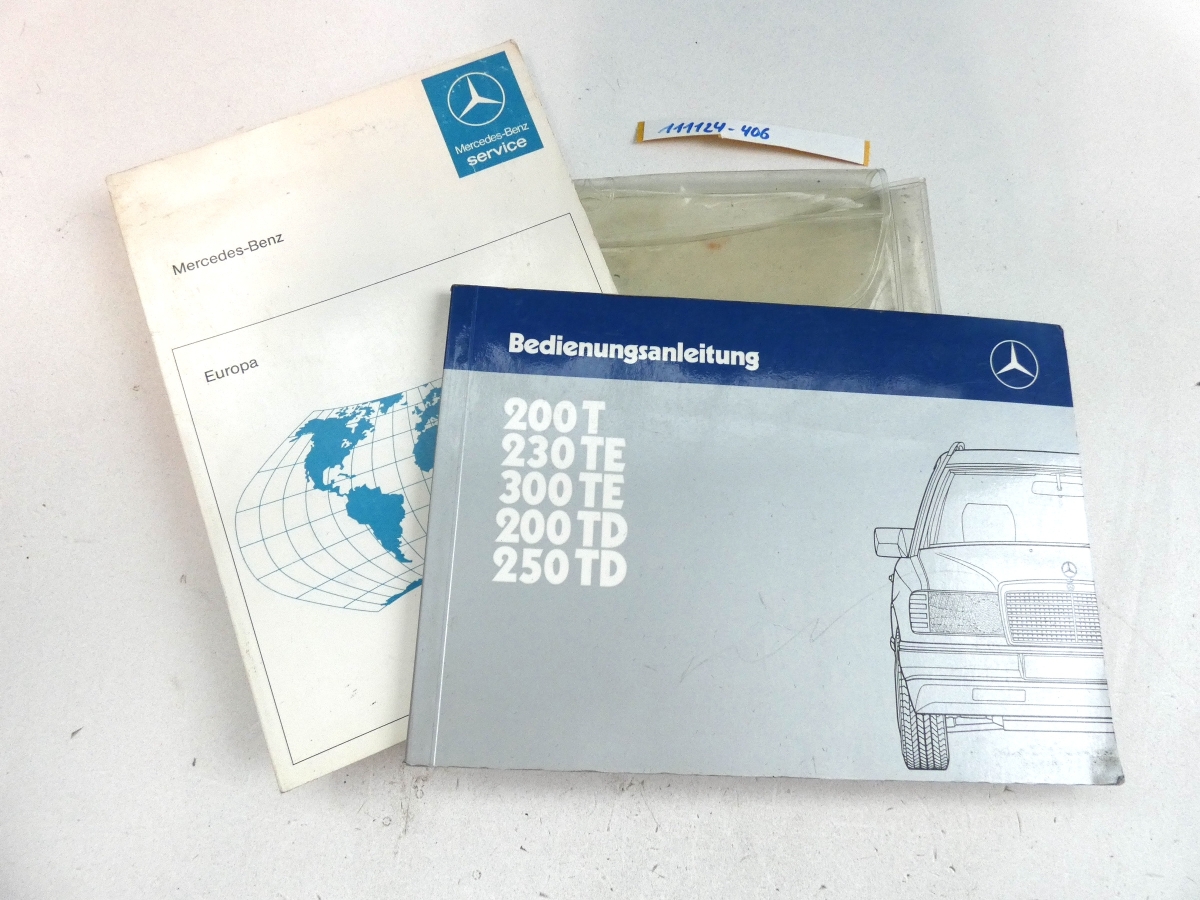 Mercedes-Benz
service
Mercedes-Benz
Europa
111124-406
Bedienungsanleitung
200 T
230 TE
300 TE
200 TD
250 TD